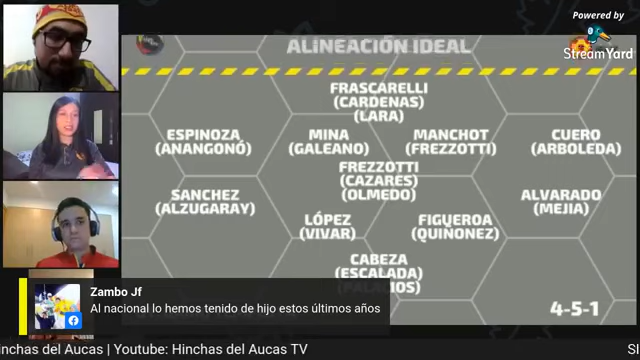 Powered by
StreamYard
ALINEACIÓN IDEAL
FRASCARELLI
(CARDENAS)
(LARA)
ESPINOZA
(ANANGONÓ)
MINA
(GALEANO)
MANCHOT
(FREZZOTTI)
CUERO
(ARBOLEDA)
FREZZOTTI
(CAZARES)
(OLMEDO)
SANCHEZ
(ALZUGARAY)
ALVARADO
(MEJIA)
LÓPEZ
(VIVAR)
FIGUEROA
(QUIÑONEZ)
CABEZA
(ESCALADA)
(PALACIOS)
4-5-1
Zambo Jf
Al nacional lo hemos tenido de hijo estos últimos años
inchas del Aucas | Youtube: Hinchas del Aucas TV